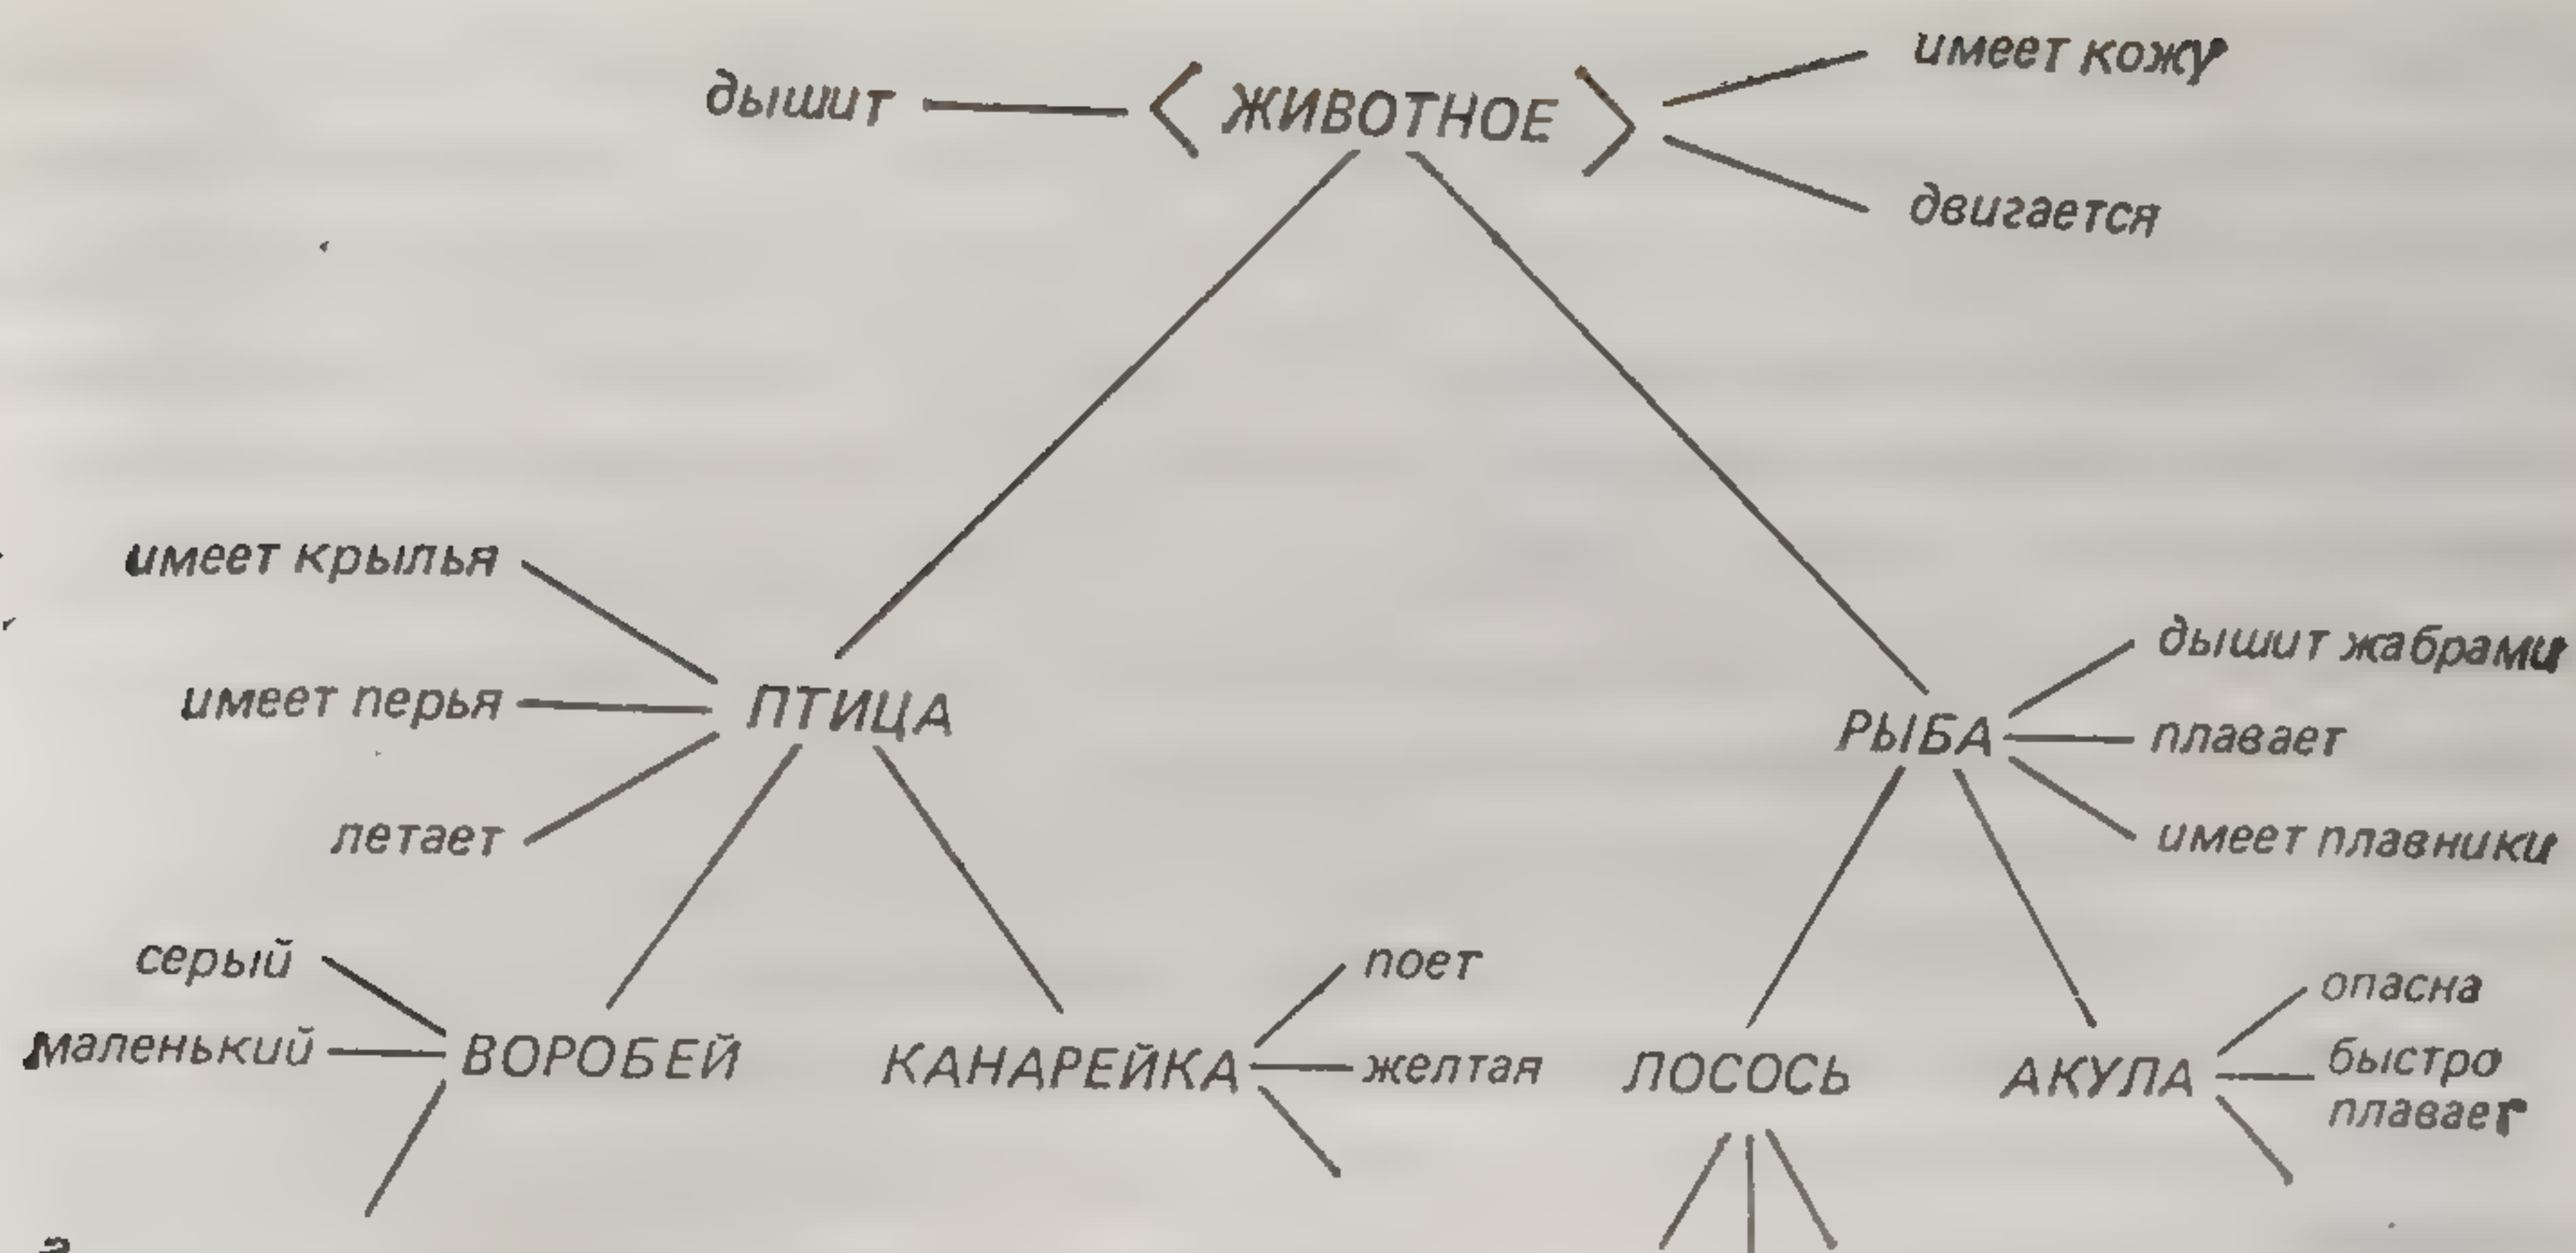 имеет кожу
дышит ЖИВОТНОЕ
двигается
имеет крылья
дышит жабрами
имеет перья ПТИЦА РЫБА плавает
летает имеет плавники
серый поет опасна
маленький ВОРОБЕЙ КАНАРЕЙКА желтая ЛОСОСЬ АКУЛА быстро
плавает